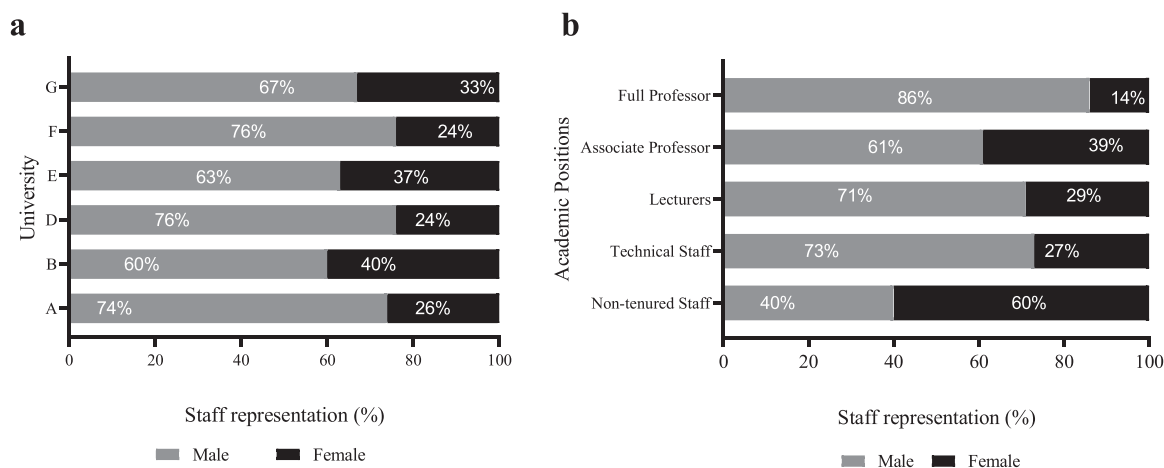 a
University
G
67%
33%
F
76%
24%
E
63%
37%
D
76%
24%
B
60%
40%
A
74%
26%
0 20 40 60 80 100
Staff representation (%)
Male Female
b
Academic Positions
Full Professor
86%
14%
Associate Professor
61%
39%
Lecturers
71%
29%
Technical Staff
73%
27%
Non-tenured Staff
40%
60%
0 20 40 60 80 100
Staff representation (%)
Male Female